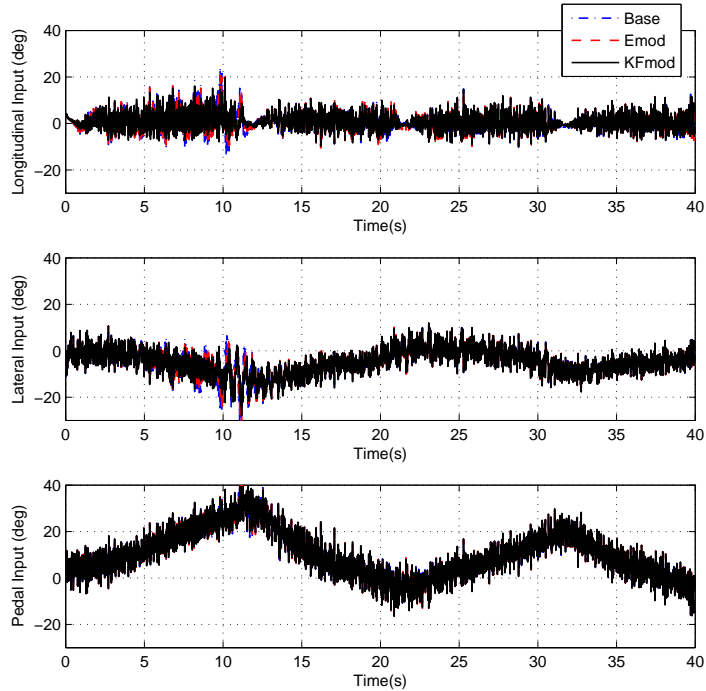 Base
Emod
KFmod
Longitudinal Input (deg)
40
20
0
−20
0 5 10 15 20 25 30 35 40
Time(s)
Lateral Input (deg)
40
20
0
−20
0 5 10 15 20 25 30 35 40
Time(s)
Pedal Input (deg)
40
20
0
−20
0 5 10 15 20 25 30 35 40
Time(s)